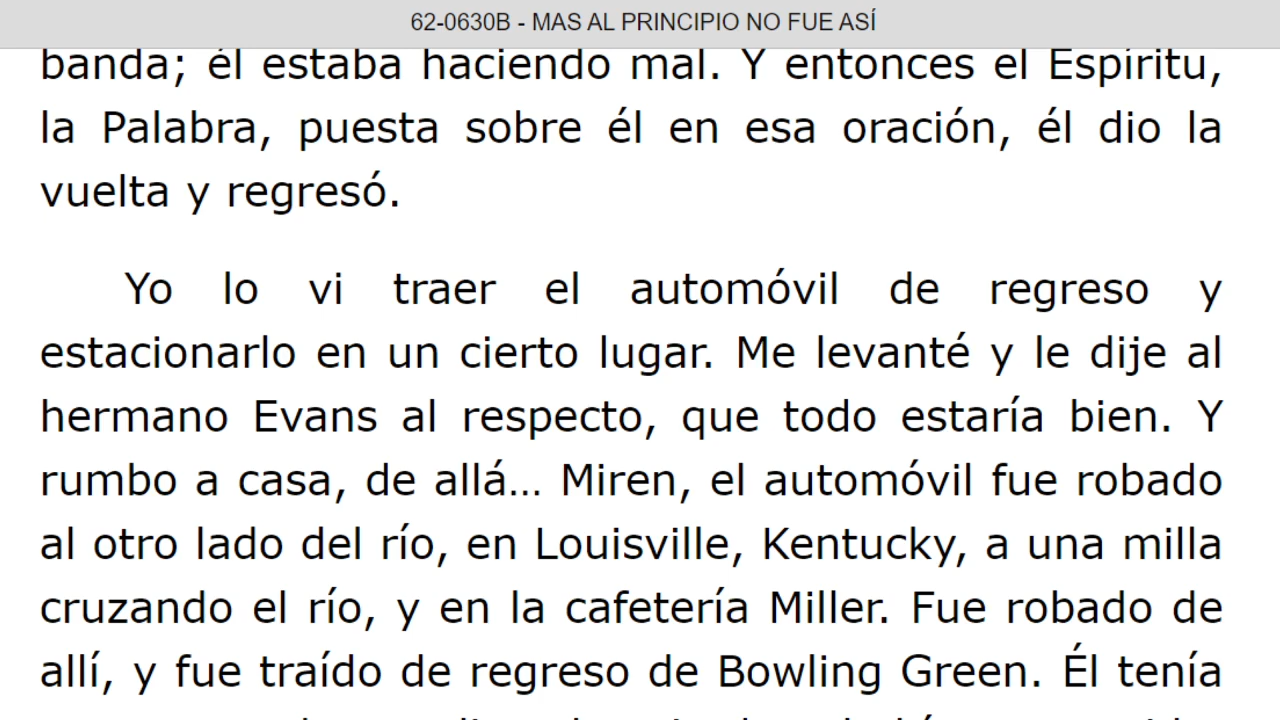 62-0630B - MAS AL PRINCIPIO NO FUE ASÍ
banda; él estaba haciendo mal. Y entonces el Espíritu,
la Palabra, puesta sobre él en esa oración, él dio la
vuelta y regresó.
Yo lo vi traer el automóvil de regreso y
estacionarlo en un cierto lugar. Me levanté y le dije al
hermano Evans al respecto, que todo estaría bien. Y
rumbo a casa, de allá... Miren, el automóvil fue robado
al otro lado del río, en Louisville, Kentucky, a una milla
cruzando el río, y en la cafetería Miller. Fue robado de
allí, y fue traído de regreso de Bowling Green. Él tenía